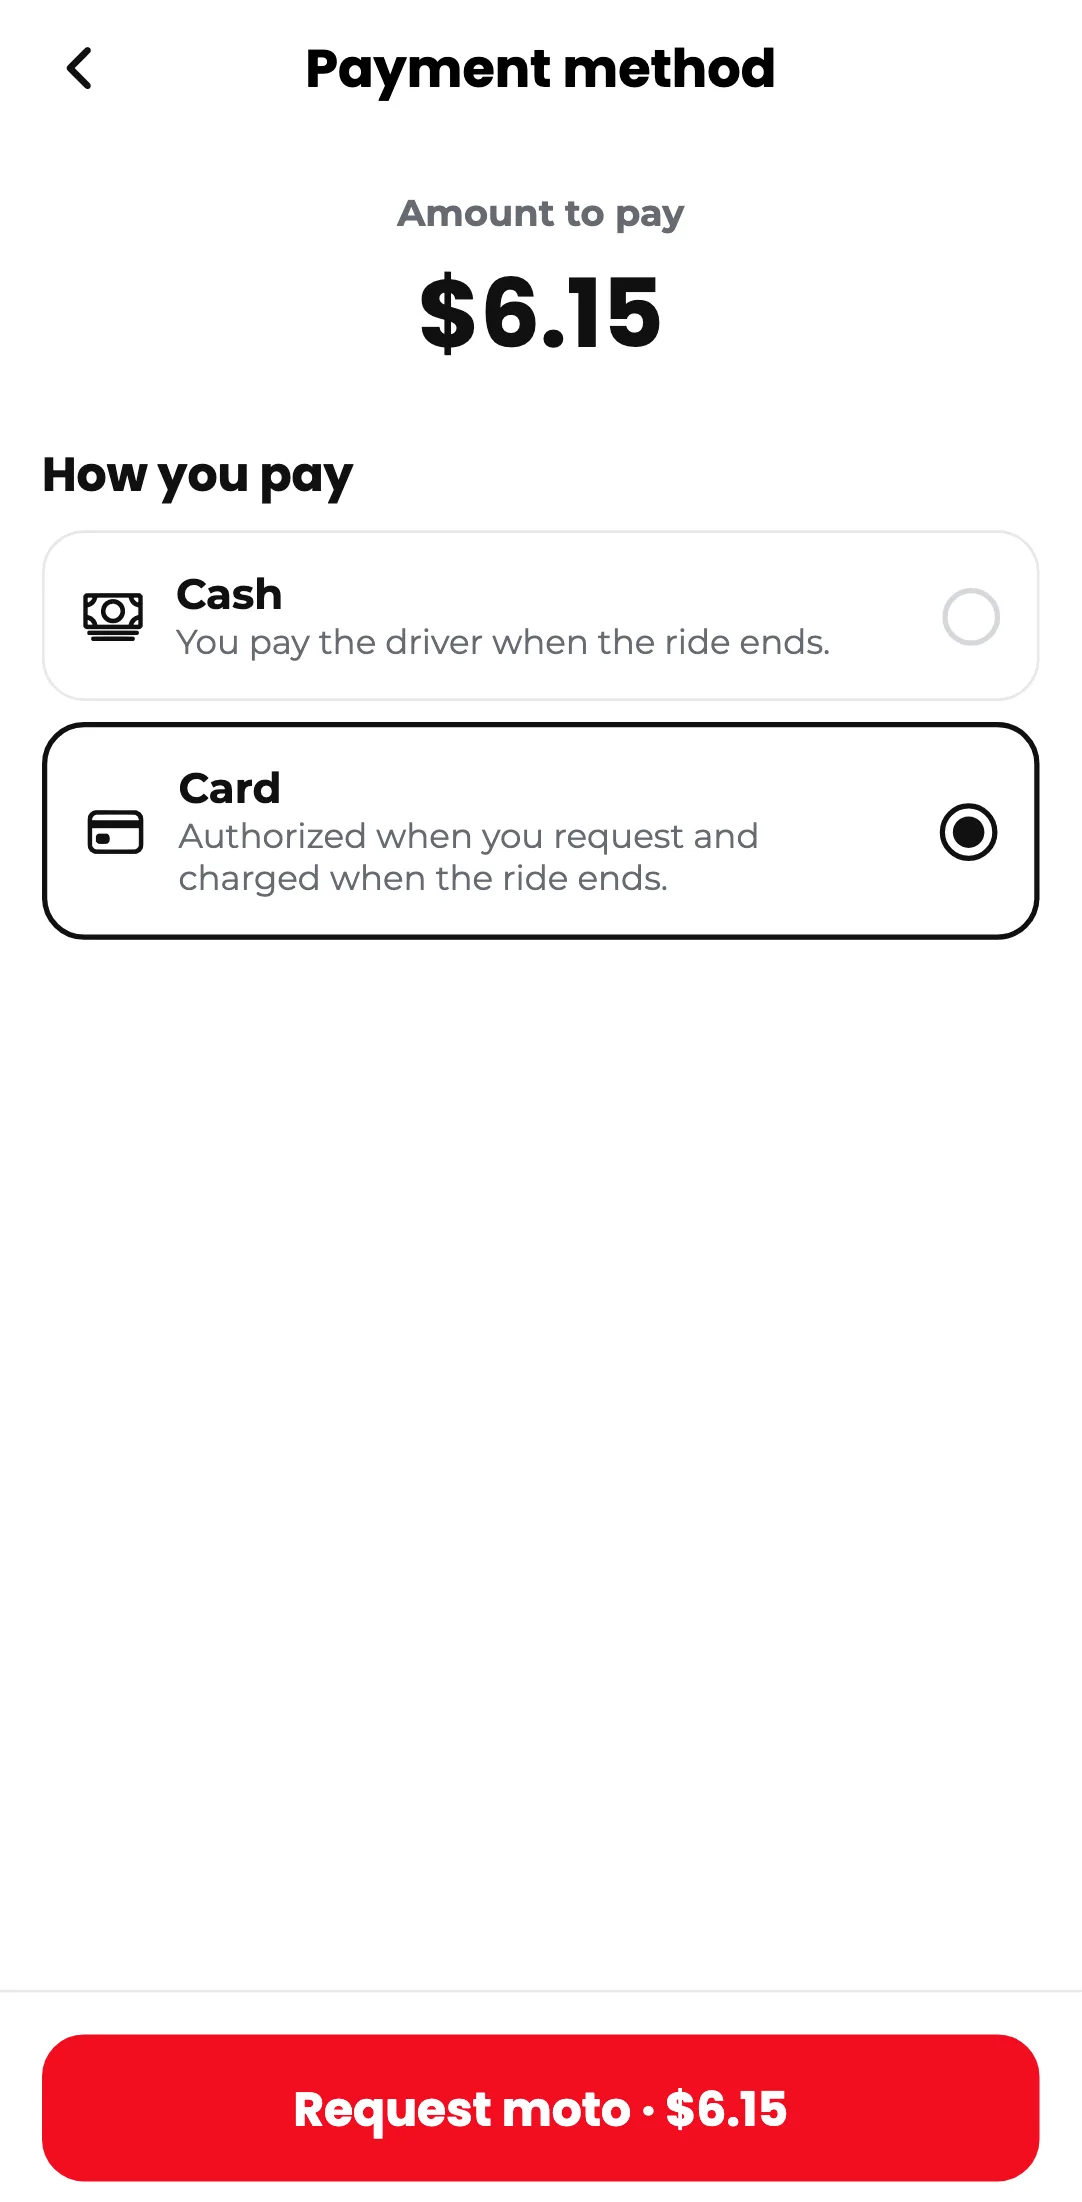 Payment method
Amount to pay
$6.15
How you pay
Cash
You pay the driver when the ride ends.
Card
Authorized when you request and
charged when the ride ends.
Request moto · $6.15